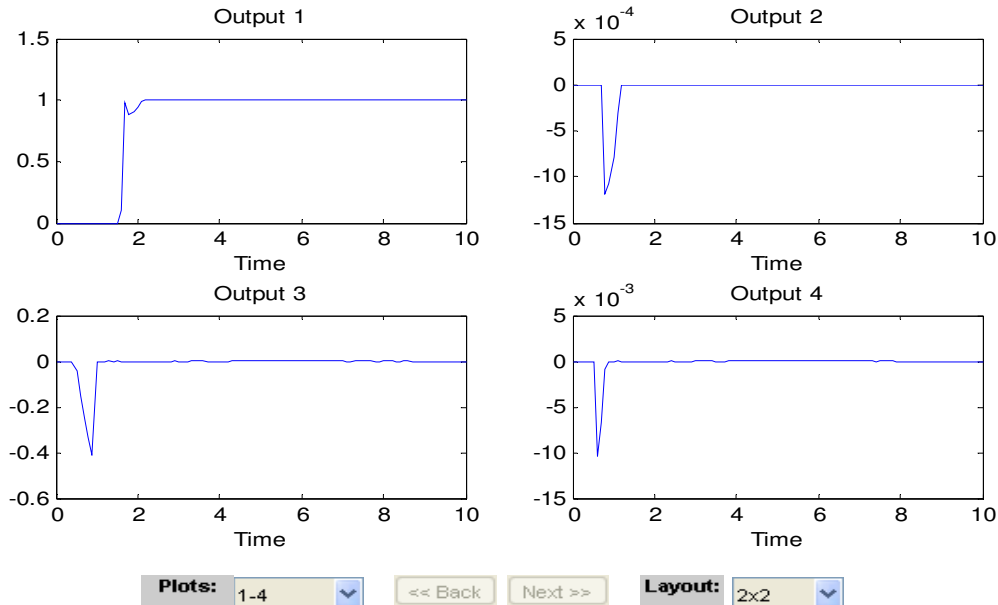 Output 1
1.5
1
0.5
0
0 2 4 6 8 10
Time
Output 2
x 10-4
5
0
-5
-10
-15
0 2 4 6 8 10
Time
Output 3
0.2
0
-0.2
-0.4
-0.6
0 2 4 6 8 10
Time
Output 4
x 10-3
5
0
-5
-10
-15
0 2 4 6 8 10
Time
Plots: 1-4 << Back Next >> Layout: 2x2